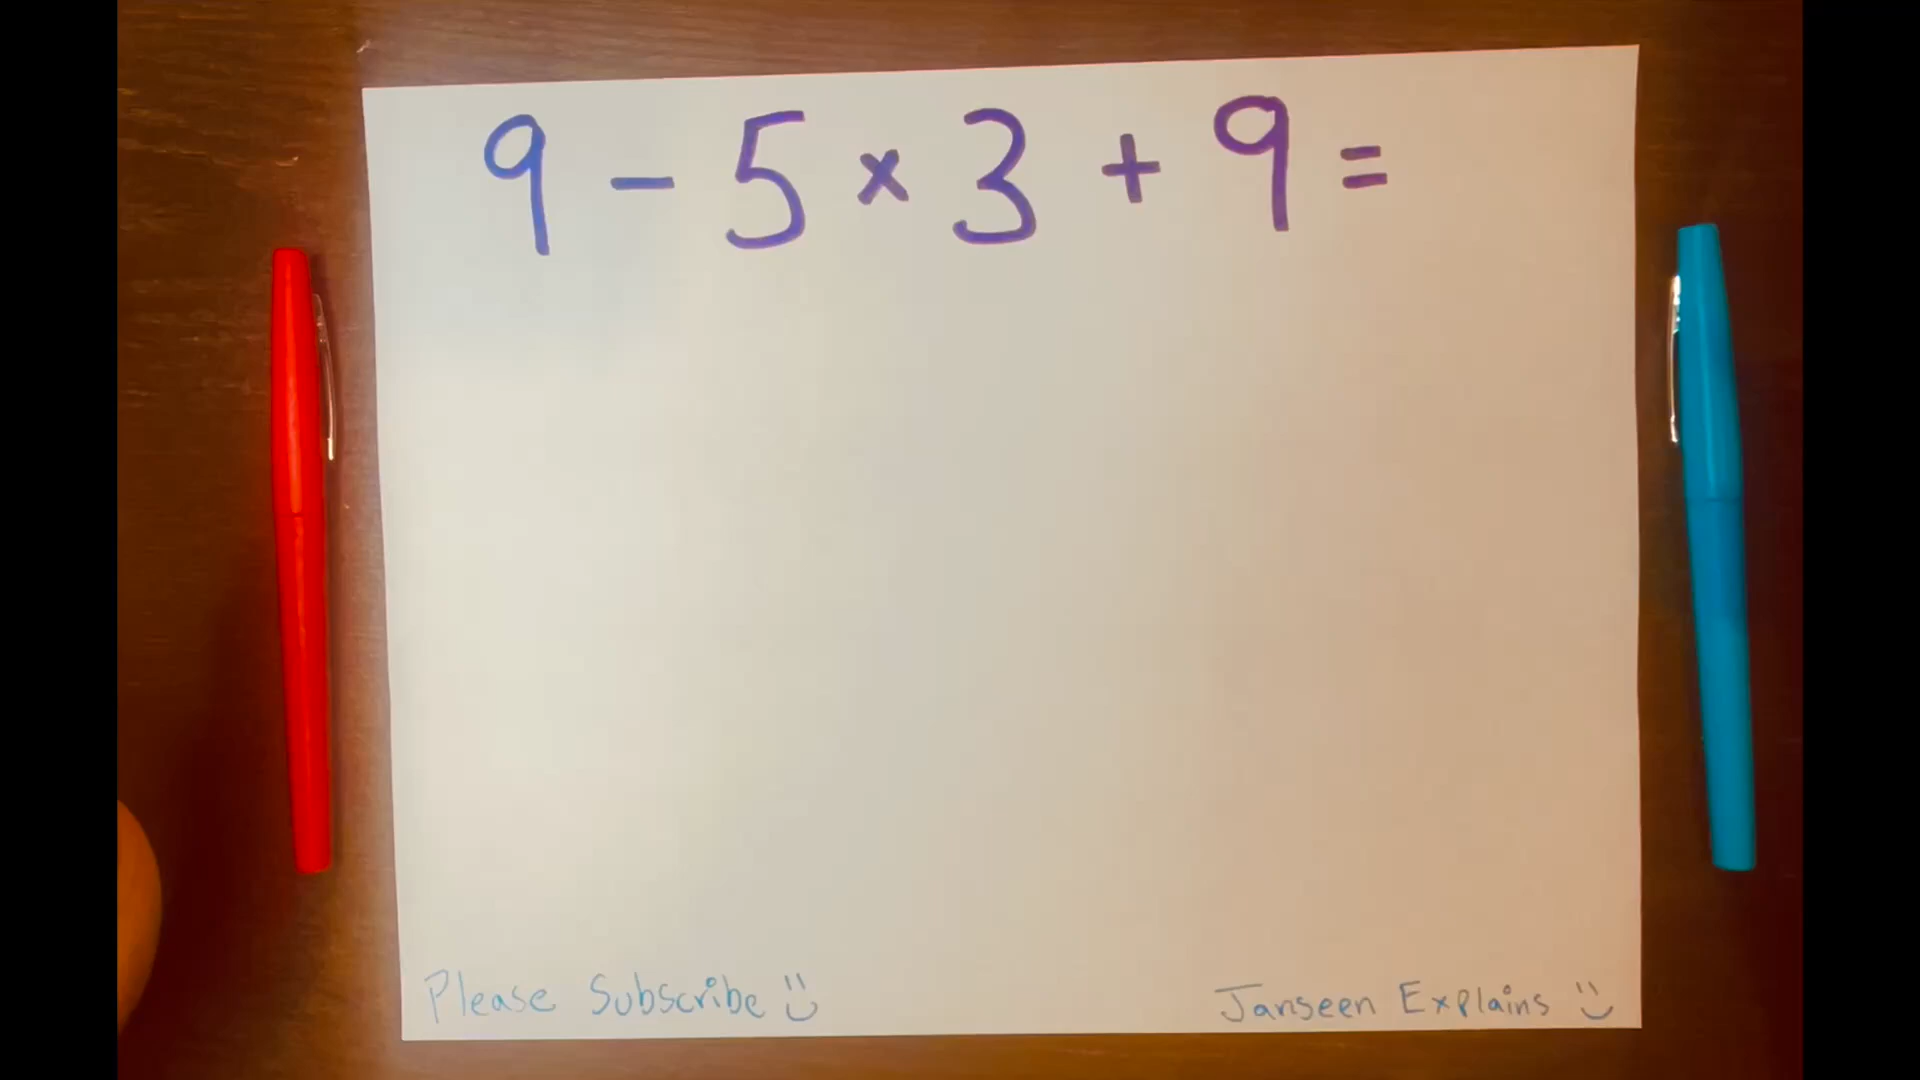 9 - 5 × 3 + 9 =
Please Subscribe
Janseen Explains